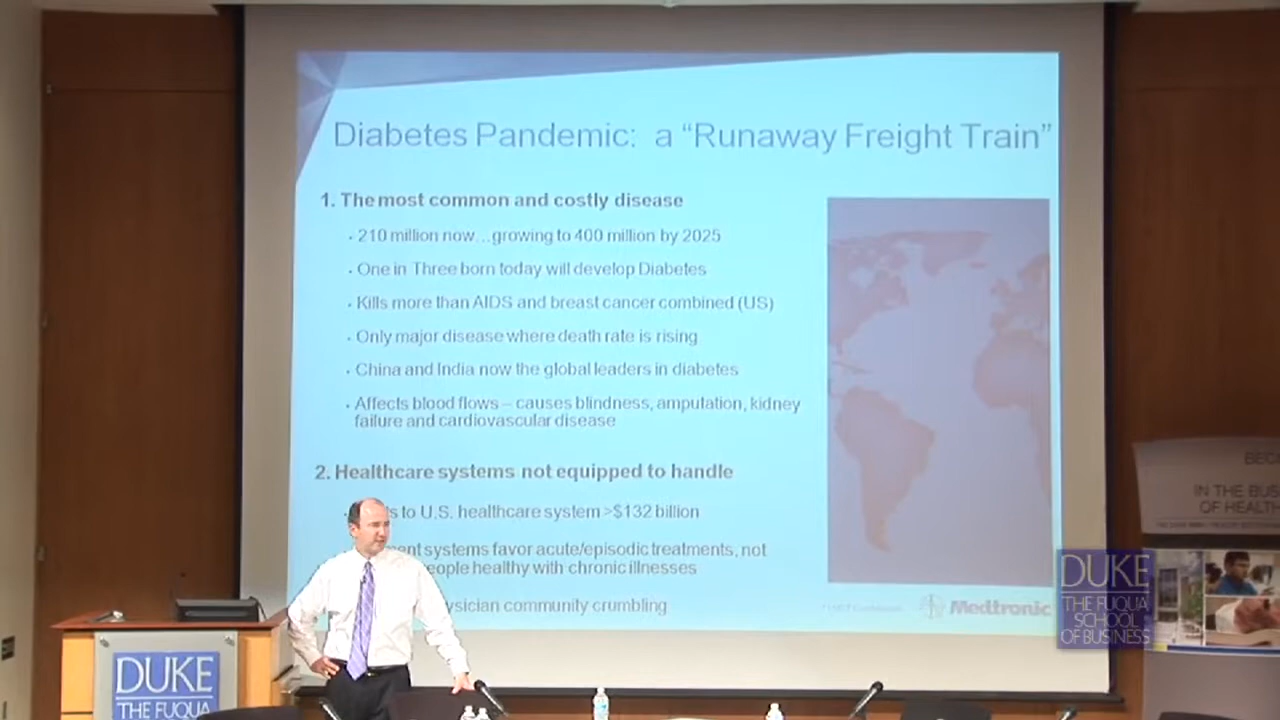 Diabetes Pandemic: a “Runaway Freight Train”
1. The most common and costly disease
· 210 million now…growing to 400 million by 2025
· One in Three born today will develop Diabetes
· Kills more than AIDS and breast cancer combined (US)
· Only major disease where death rate is rising
· China and India now the global leaders in diabetes
· Affects blood flows – causes blindness, amputation, kidney
failure and cardiovascular disease
2. Healthcare systems not equipped to handle
s to U.S. healthcare system >$132 billion
ent systems favor acute/episodic treatments, not
eople healthy with chronic illnesses
ysician community crumbling
Medtronic
BECO
IN THE BUS
OF HEALTH
DUKE
THE FUQUA
SCHOOL
OF BUSINESS
DUKE
THE FUQUA